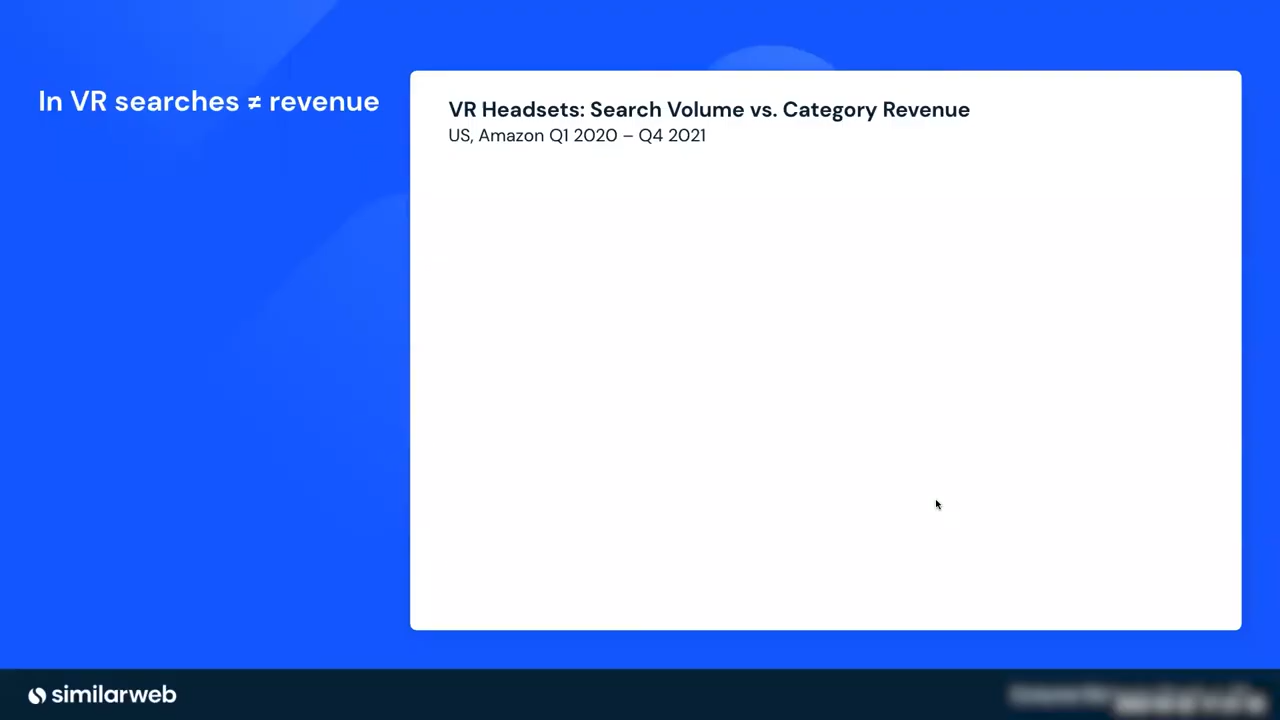 In VR searches ≠ revenue
VR Headsets: Search Volume vs. Category Revenue
US, Amazon Q1 2020 – Q4 2021
similarweb